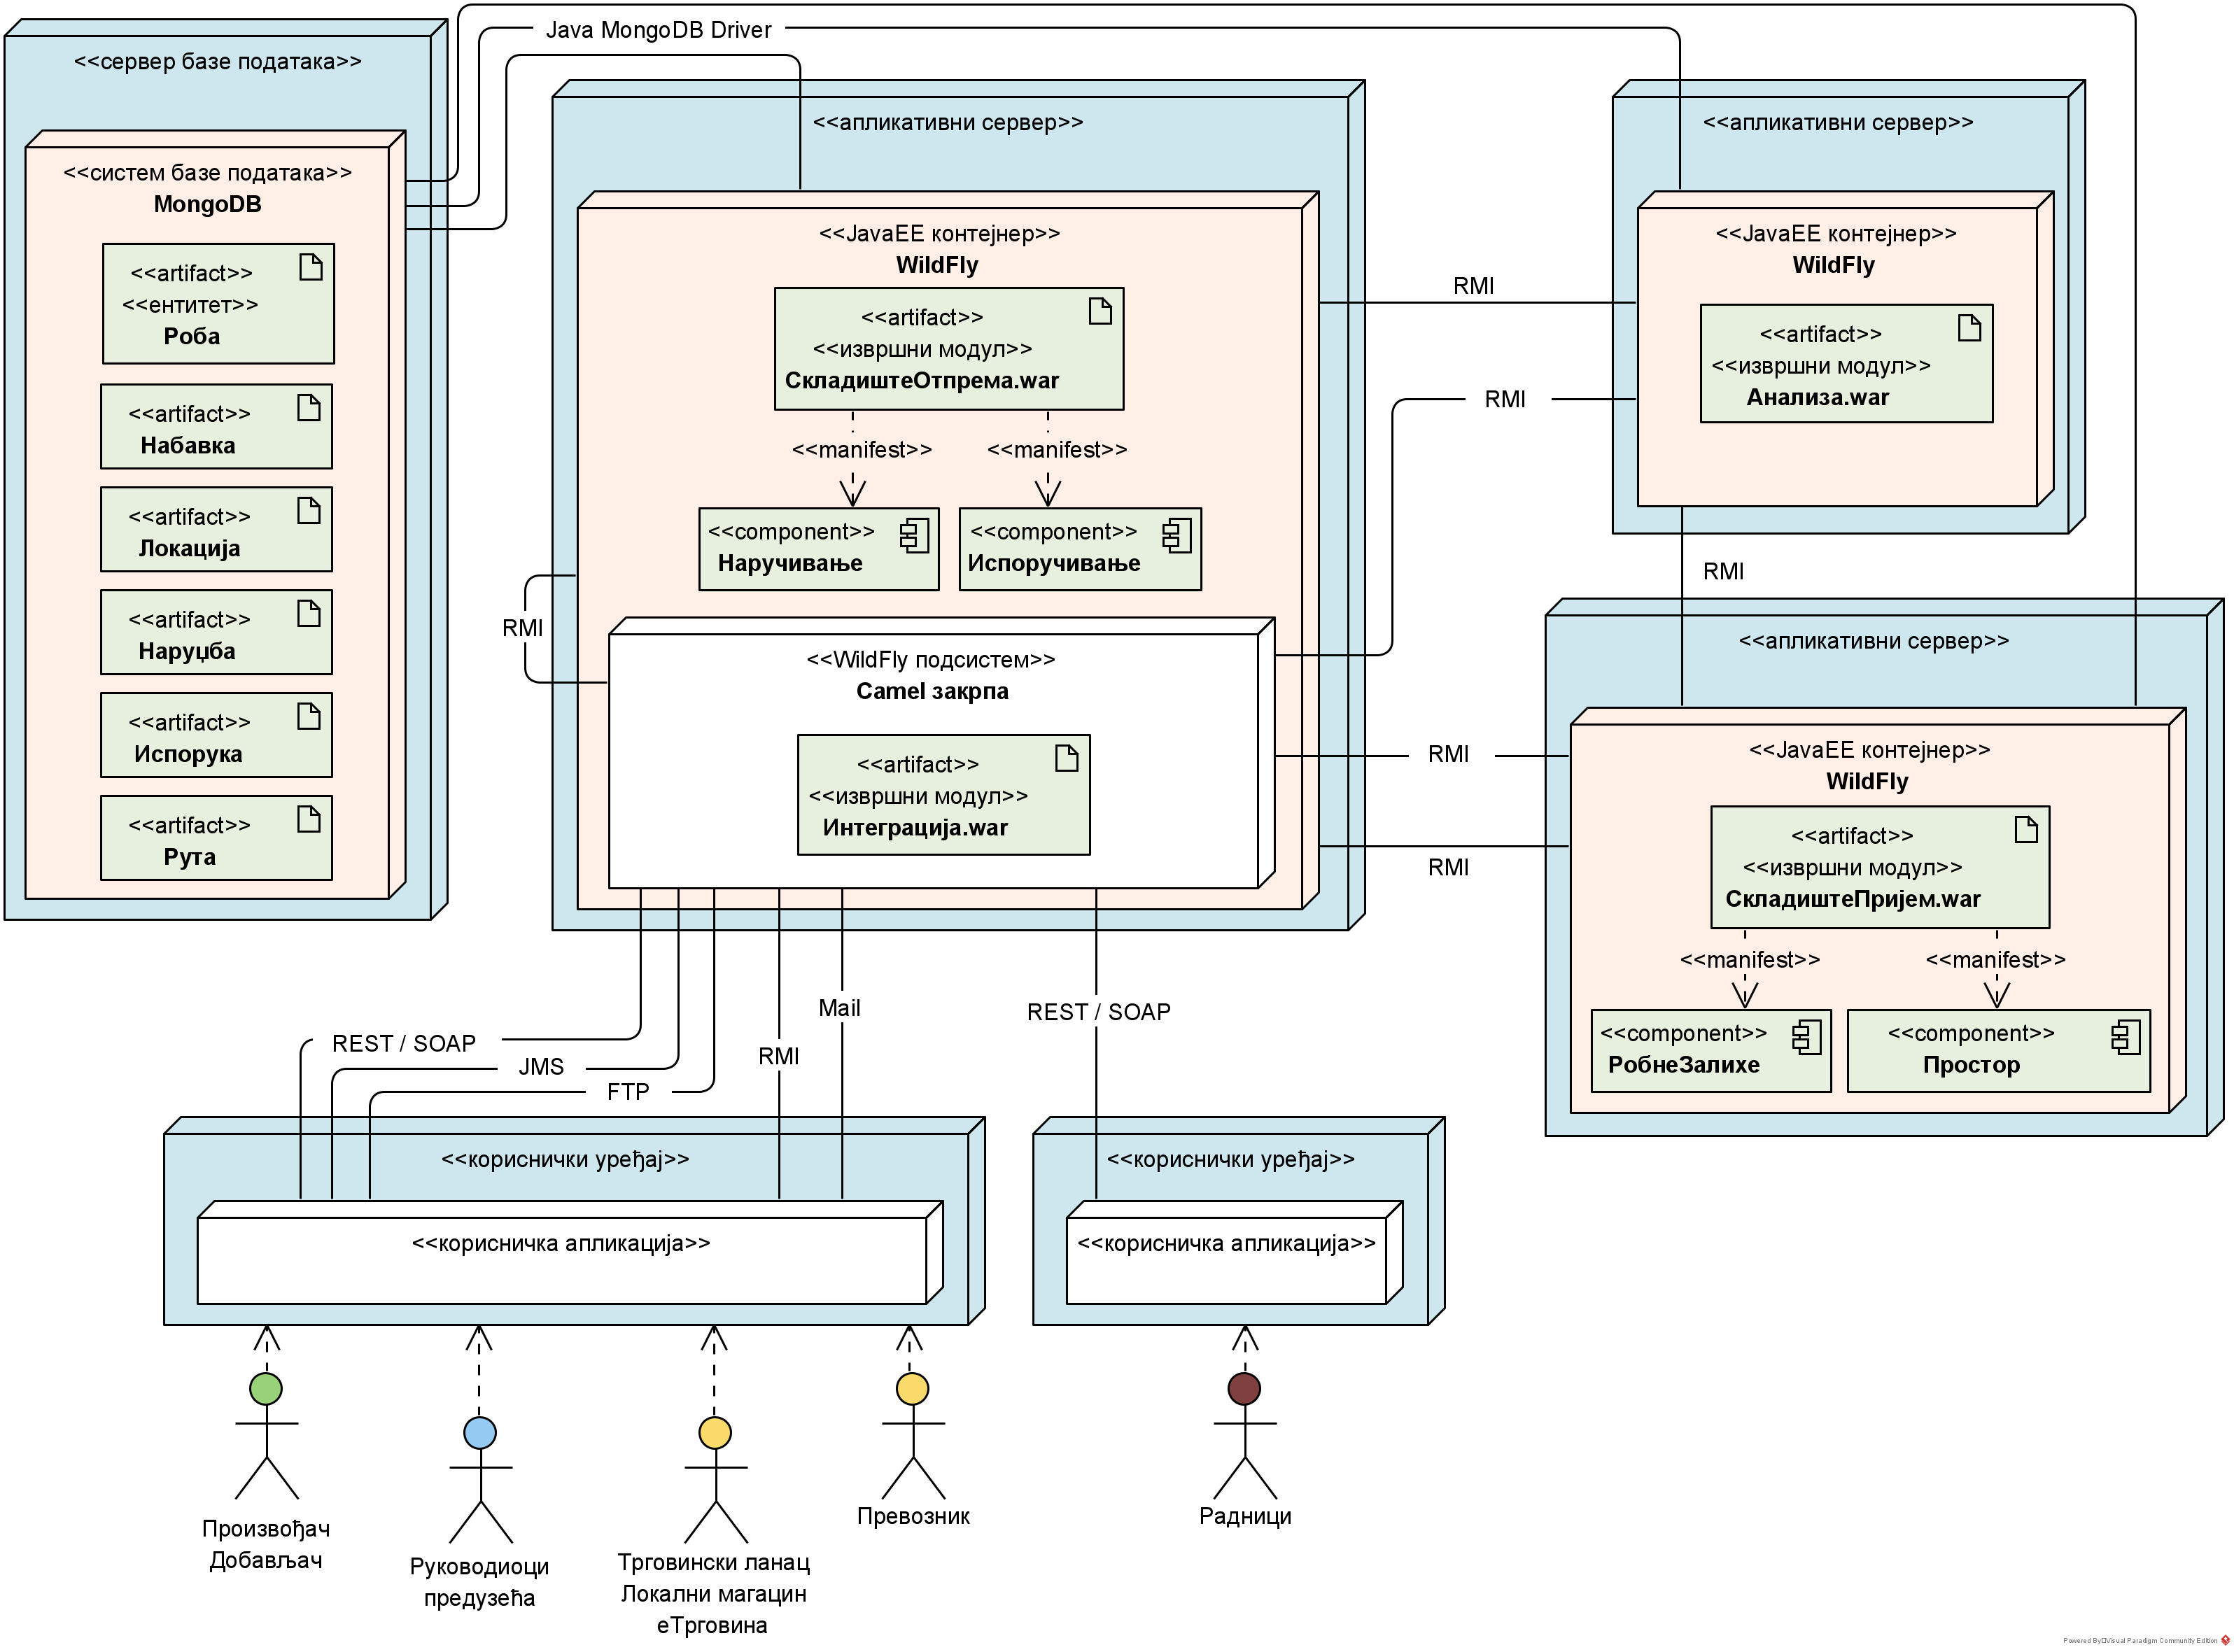 Java MongoDB Driver
<<сервер базе података>>
<<систем базе података>>
MongoDB
<<artifact>>
<<ентитет>>
Роба
<<artifact>>
Набавка
<<artifact>>
Локација
<<artifact>>
Наруџба
<<artifact>>
Испорука
<<artifact>>
Рута
<<апликативни сервер>>
<<JavaEE контејнер>>
WildFly
<<artifact>>
<<извршни модул>>
СкладиштеОтпрема.war
<<manifest>>
<<manifest>>
<<component>>
Наручивање
<<component>>
Испоручивање
RMI
<<WildFly подсистем>>
Camel закрпа
<<artifact>>
<<извршни модул>>
Интеграција.war
RMI
RMI
<<апликативни сервер>>
<<JavaEE контејнер>>
WildFly
<<artifact>>
<<извршни модул>>
Анализа.war
RMI
RMI
RMI
<<апликативни сервер>>
<<JavaEE контејнер>>
WildFly
<<artifact>>
<<извршни модул>>
СкладиштеПријем.war
<<manifest>>
<<manifest>>
<<component>>
РобнеЗалихе
<<component>>
Простор
REST / SOAP
JMS
FTP
RMI
Mail
REST / SOAP
<<кориснички уређај>>
<<корисничка апликација>>
<<кориснички уређај>>
<<корисничка апликација>>
Произвођач
Добављач
Руководиоци
предузећа
Трговински ланац
Локални магацин
еТрговина
Превозник
Радници
Powered By□Visual Paradigm Community Edition